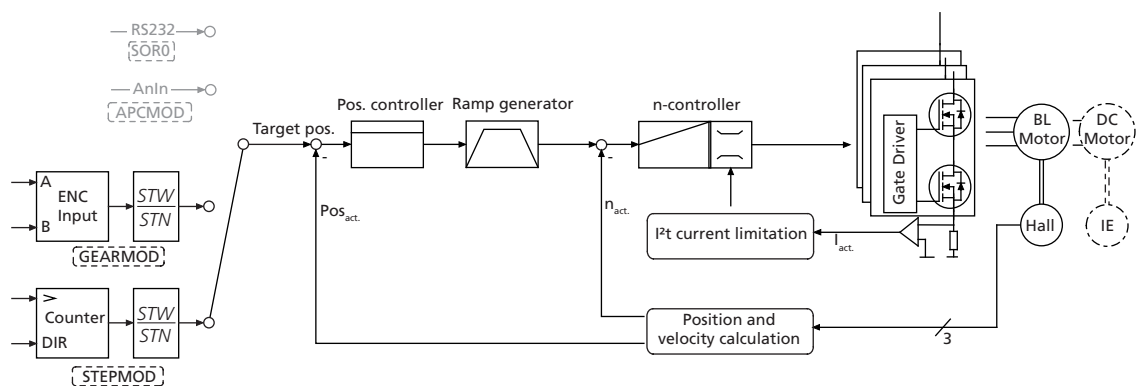 RS232
SOR0
AnIn
APCMOD
Target pos.
-
Pos. controller
Ramp generator
-
n-controller
Gate Driver
BL
Motor
DC
Motor
A
B
ENC
Input
STW
STN
GEARMOD
Pos act.
n act.
I²t current limitation
I act.
Hall
IE
>
Counter
DIR
STW
STN
STEPMOD
Position and
velocity calculation
3